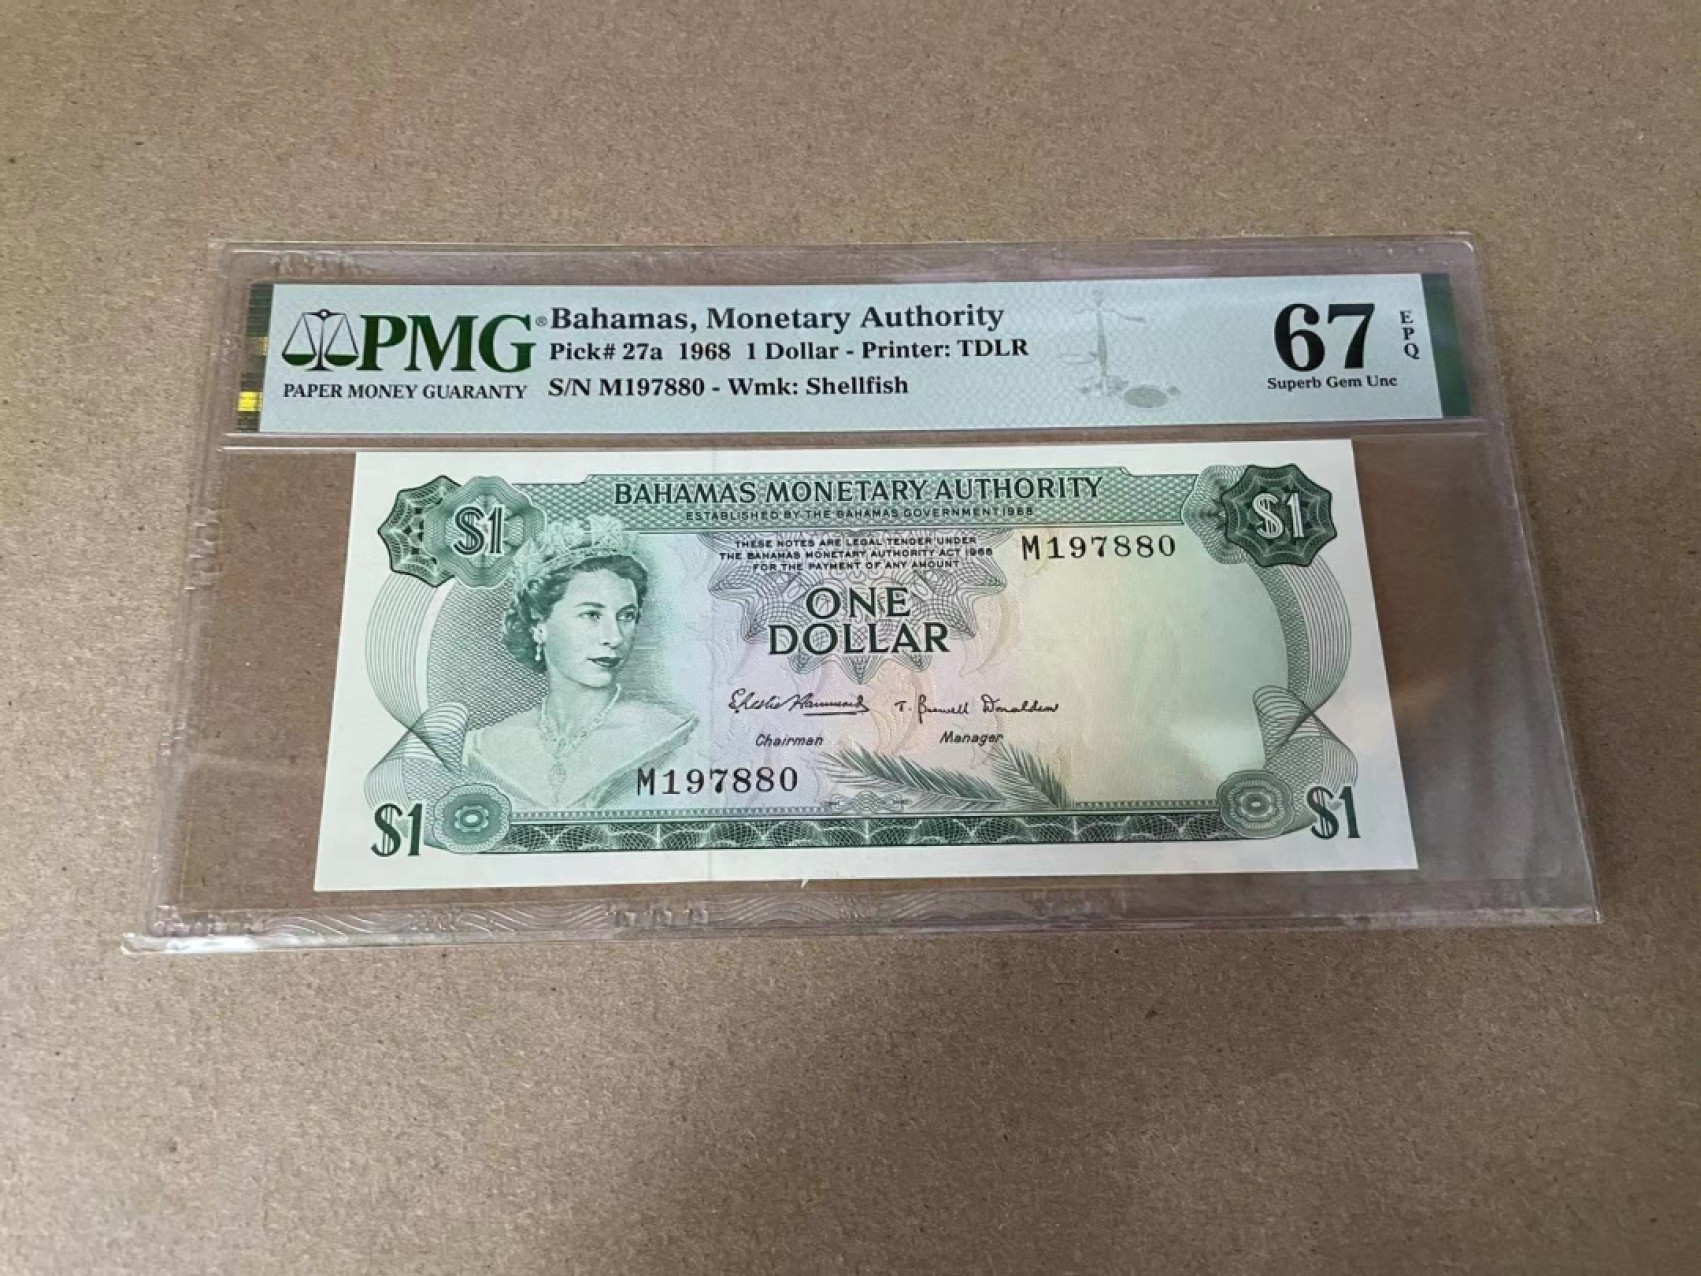 PMG®
PAPER MONEY GUARANTY
Bahamas, Monetary Authority
Pick# 27a 1968 1 Dollar - Printer: TDLR
S/N M197880 - Wmk: Shellfish
67
EPQ
Superb Gem Unc
$1
$1
BAHAMAS MONETARY AUTHORITY
ESTABLISHED BY THE BAHAMAS GOVERNMENT 1968
THESE NOTES ARE LEGAL TENDER UNDER
THE BAHAMAS MONETARY AUTHORITY ACT 1968
FOR THE PAYMENT OF ANY AMOUNT
M197880
ONE
DOLLAR
Chairman
Manager
M197880
$1
$1